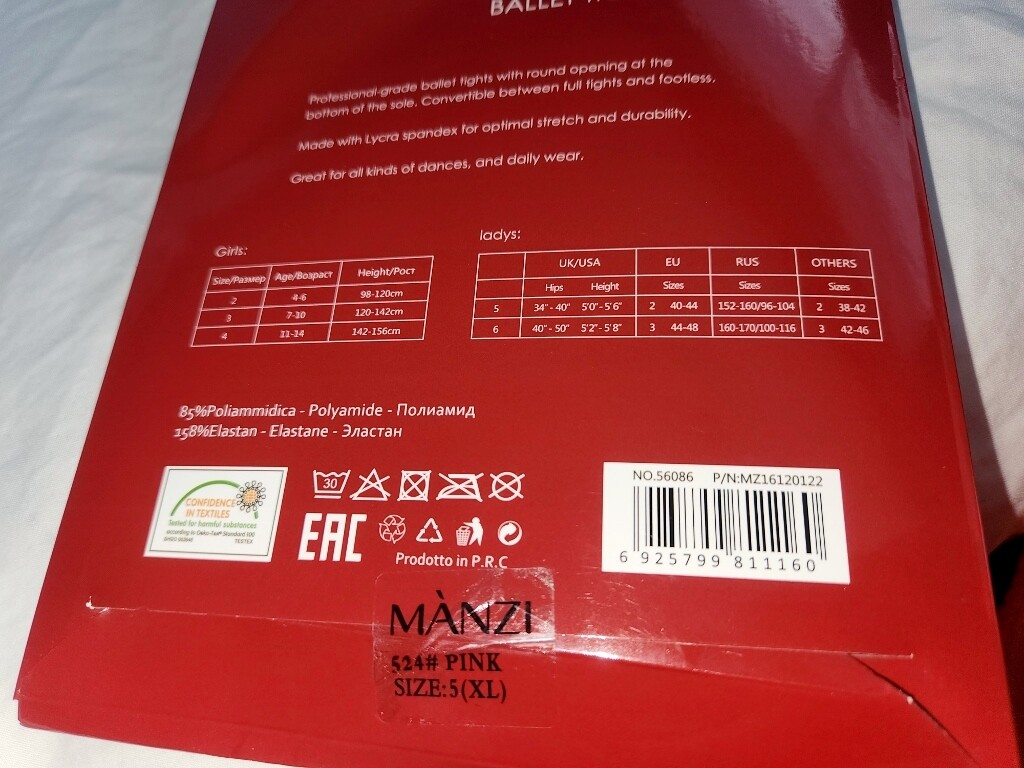 BALLET
Professional-grade ballet tights with round opening at the
bottom of the sole. Convertible between full tights and footless.
Made with Lycra spandex for optimal stretch and durability.
Great for all kinds of dances, and daily wear.
Girls:
Size/Размер Age/Возраст Height/Рост
2 4-6 98-120cm
3 7-10 120-142cm
4 11-14 142-156cm
ladys:
UK/USA EU RUS OTHERS
Hips Height Sizes Sizes Sizes
5 34"- 40" 5'0"- 5'6" 2 40-44 152-160/96-104 2 38-42
6 40"- 50" 5'2"- 5'8" 3 44-48 160-170/100-116 3 42-46
85%Poliammidica - Polyamide - Полиамид
158%Elastan - Elastane - Эластан
CONFIDENCE
IN TEXTILES
Tested for harmful substances
according to Oeko-Tex® Standard 100
TESTEX
30
EAC
Prodotto in P.R.C
NO.56086 P/N:MZ16120122
6 925799 811160
MÀNZI
524# PINK
SIZE:5(XL)